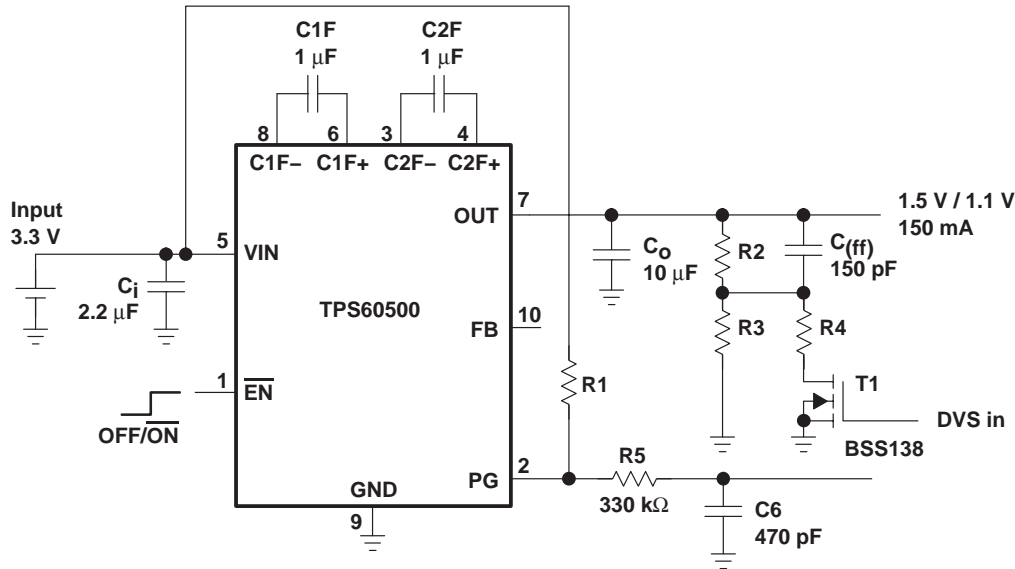 C1F
1 μF
C2F
1 μF
8
6
3
4
C1F–
C1F+
C2F–
C2F+
Input
3.3 V
5
VIN
Ci
2.2 μF
TPS60500
OUT
7
1.5 V / 1.1 V
150 mA
Co
10 μF
R2
C(ff)
150 pF
FB
10
R3
R4
R1
1
EN
OFF/ON
T1
DVS in
BSS138
PG
2
R5
330 kΩ
GND
9
C6
470 pF